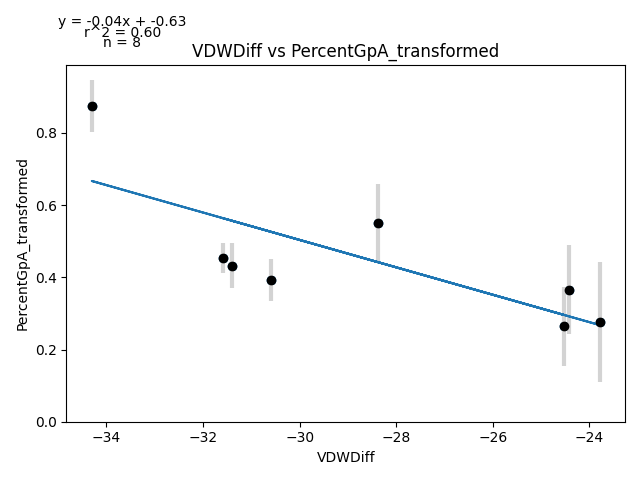 y = -0.04x + -0.63
r^2 = 0.60
n = 8
VDWDiff vs PercentGpA_transformed
PercentGpA_transformed
0.8
0.6
0.4
0.2
0.0
−34
−32
−30
−28
−26
−24
VDWDiff